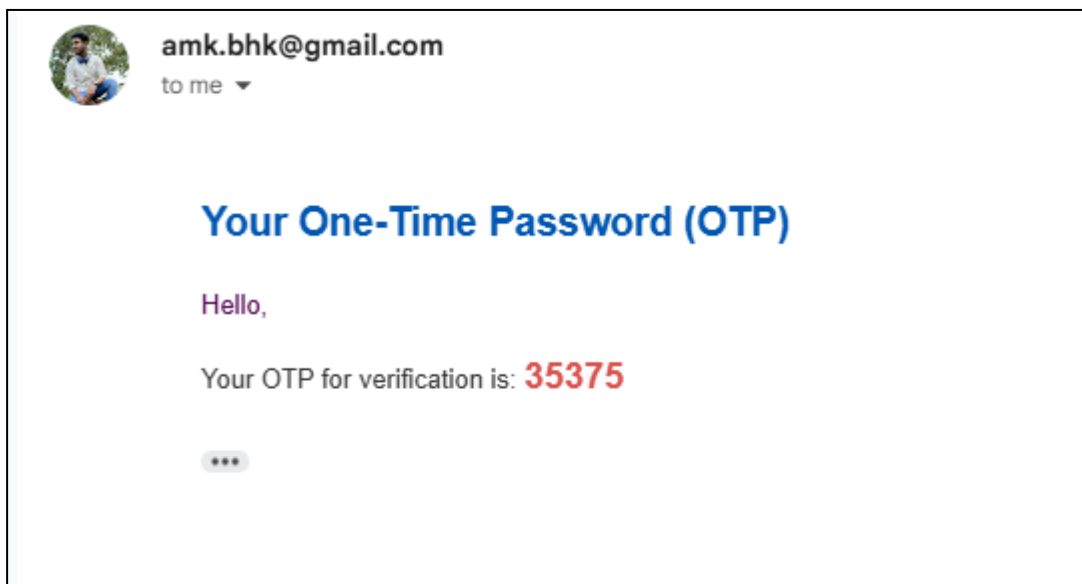 amk.bhk@gmail.com
to me
Your One-Time Password (OTP)
Hello,
Your OTP for verification is: 35375